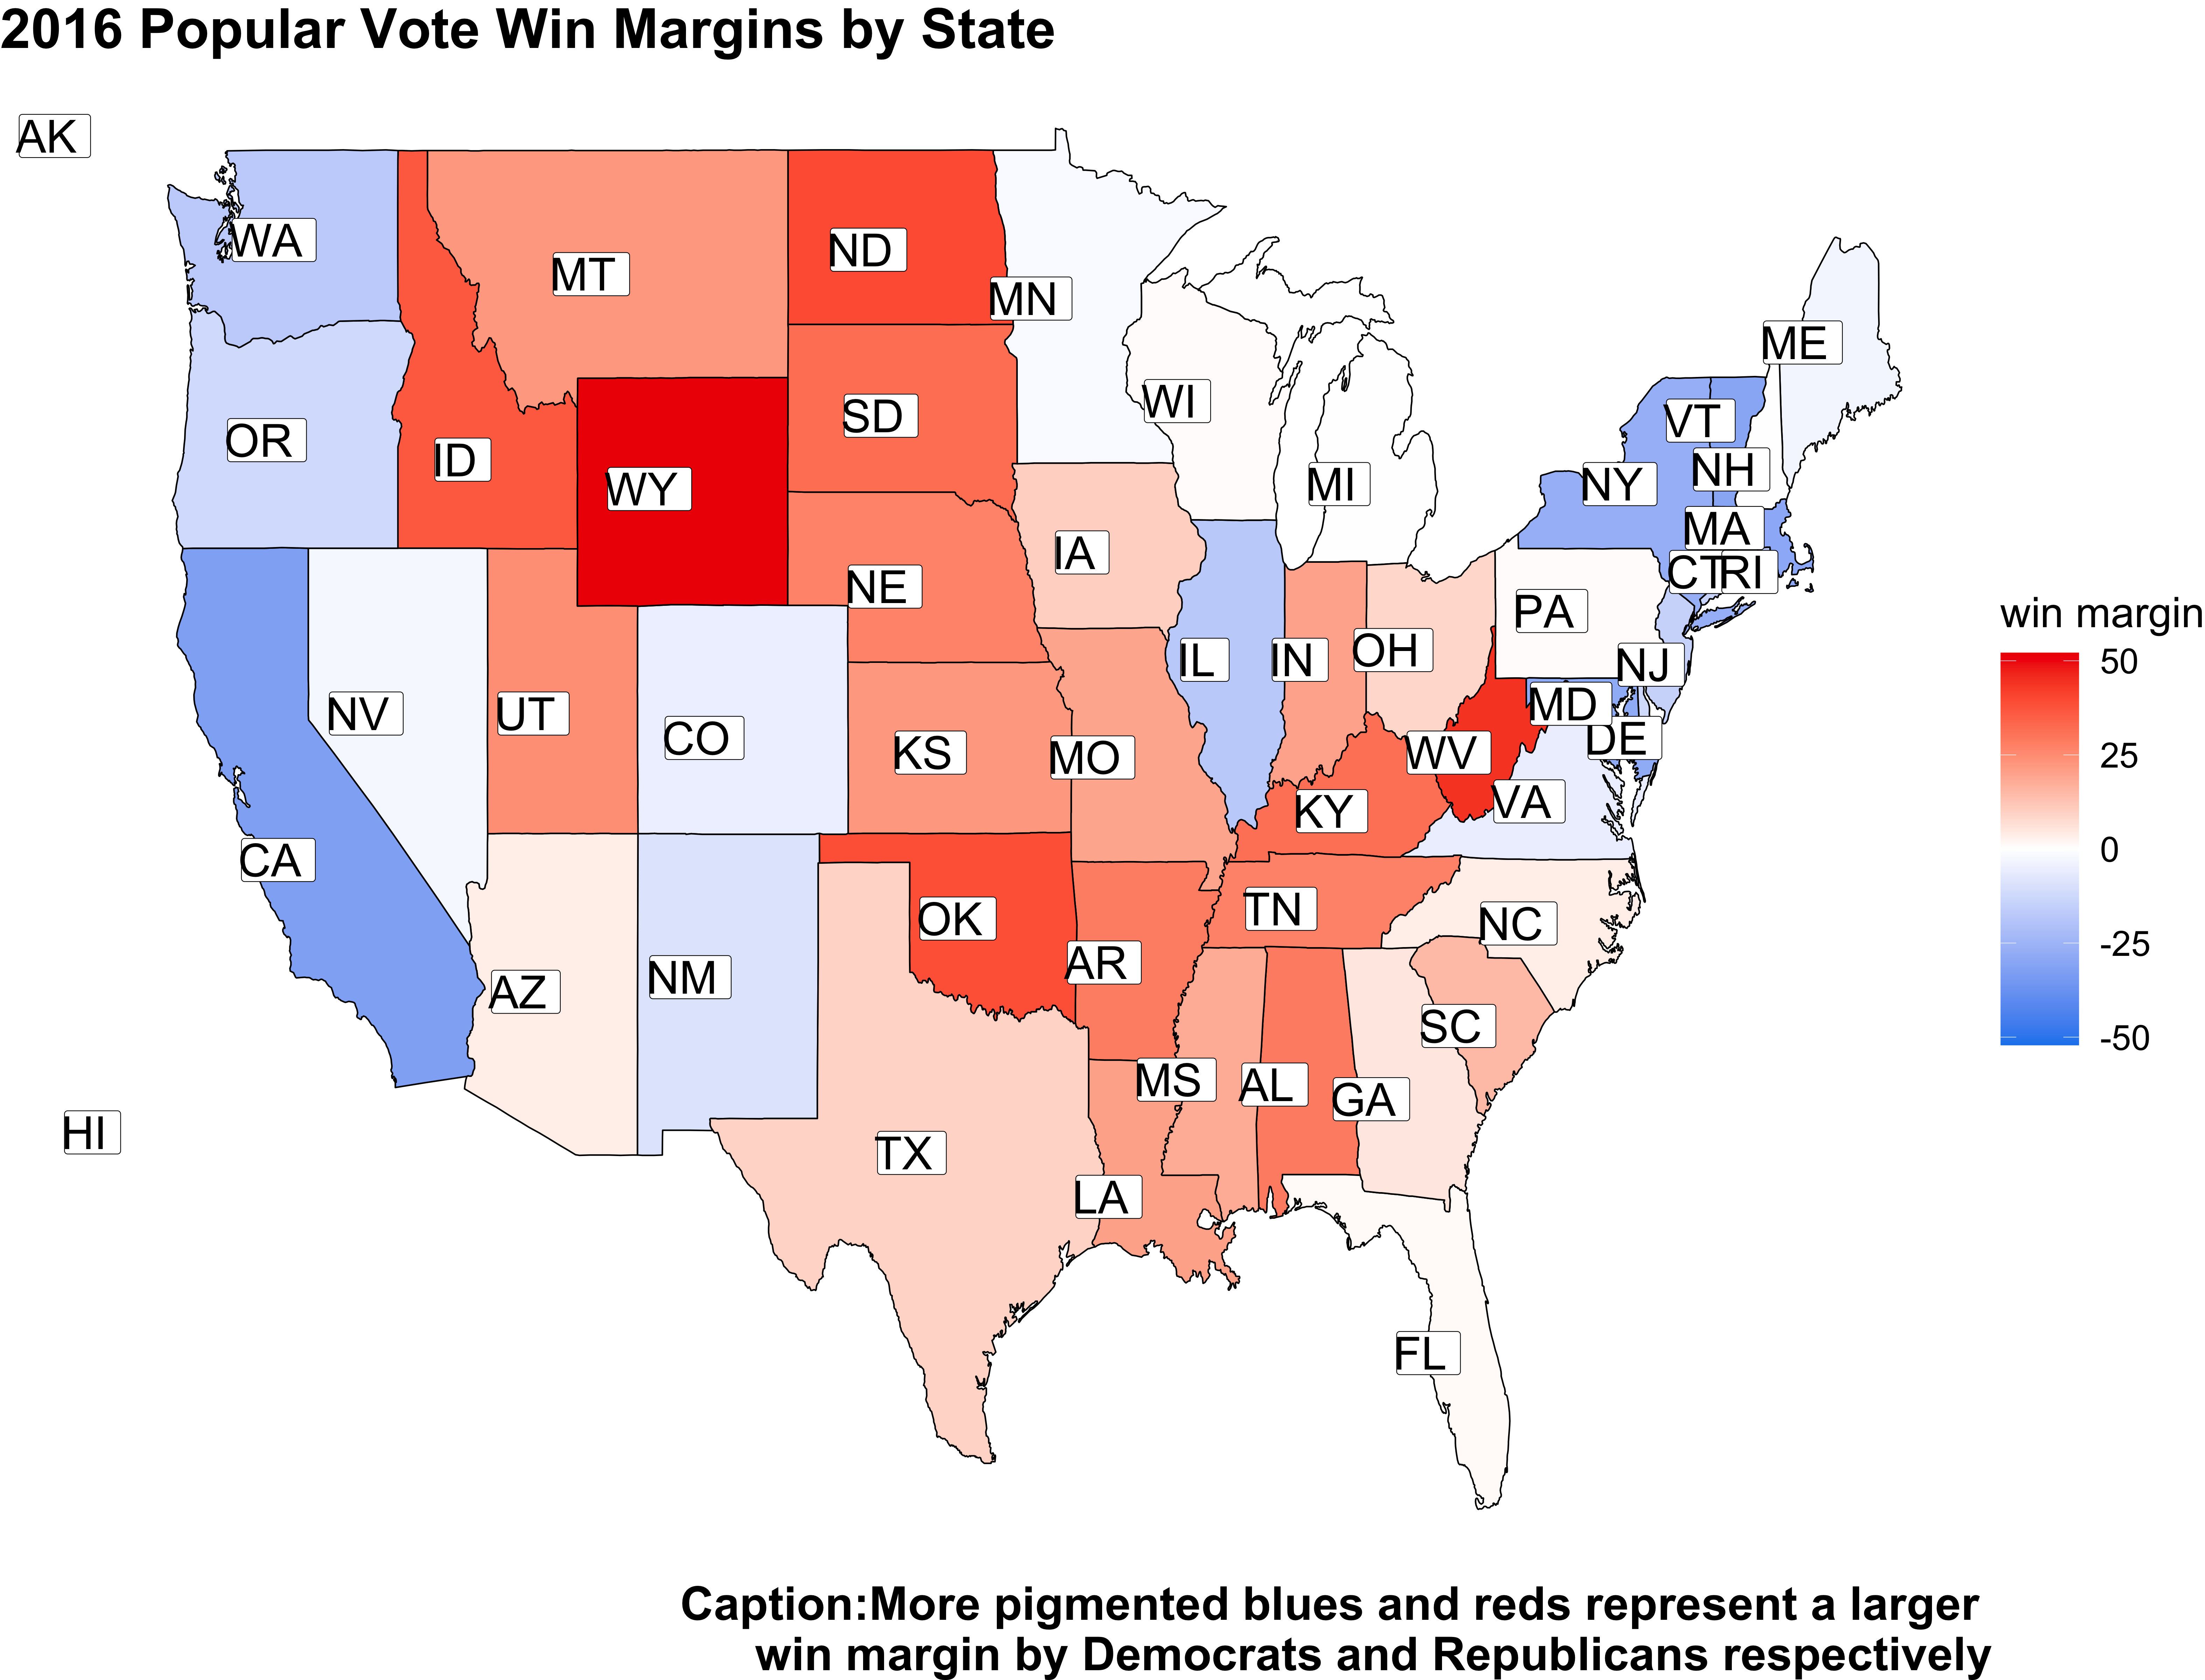 2016 Popular Vote Win Margins by State
AK
WA
MT
ND
MN
ME
WI
SD
VT
OR
ID
NH
WY
NY
MI
MA
IA
CT
RI
NE
PA
OH
IL
IN
NJ
MD
NV
UT
CO
DE
KS
WV
MO
VA
KY
CA
TN
OK
NC
AR
NM
AZ
SC
MS
AL
GA
HI
TX
LA
FL
win margin
50
25
0
-25
-50
Caption:More pigmented blues and reds represent a larger
win margin by Democrats and Republicans respectively